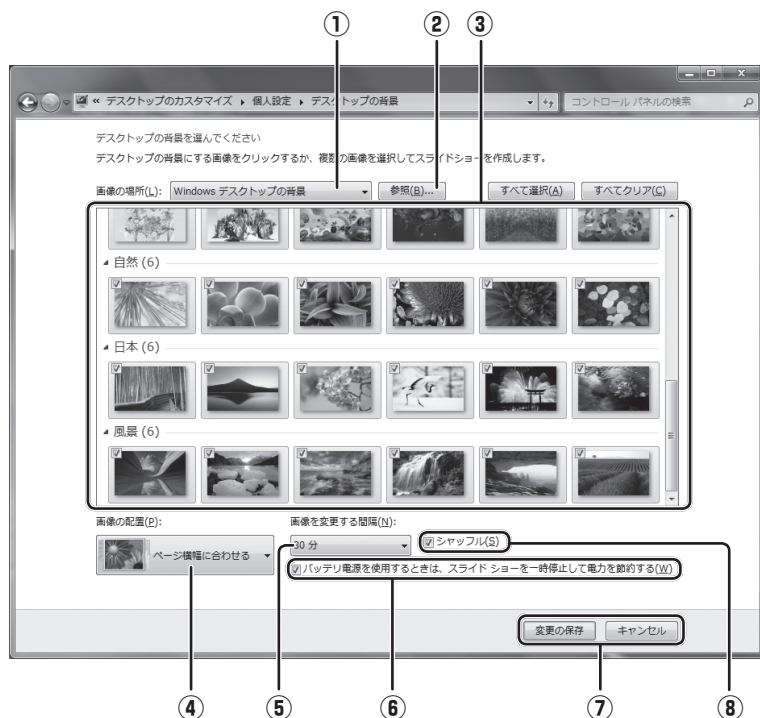 ① ② ③
« デスクトップのカスタマイズ ▸ 個人設定 ▸ デスクトップの背景
コントロール パネルの検索
デスクトップの背景を選んでください
デスクトップの背景にする画像をクリックするか、複数の画像を選択してスライドショーを作成します。
画像の場所(L): Windows デスクトップの背景 参照(B)... すべて選択(A) すべてクリア(C)
自然 (6)
日本 (6)
風景 (6)
画像の配置(P): 画像を変更する間隔(N):
ページ横幅に合わせる 30 分 シャッフル(S)
バッテリ電源を使用するときは、スライド ショーを一時停止して電力を節約する(W)
変更の保存 キャンセル
④ ⑤ ⑥ ⑦ ⑧